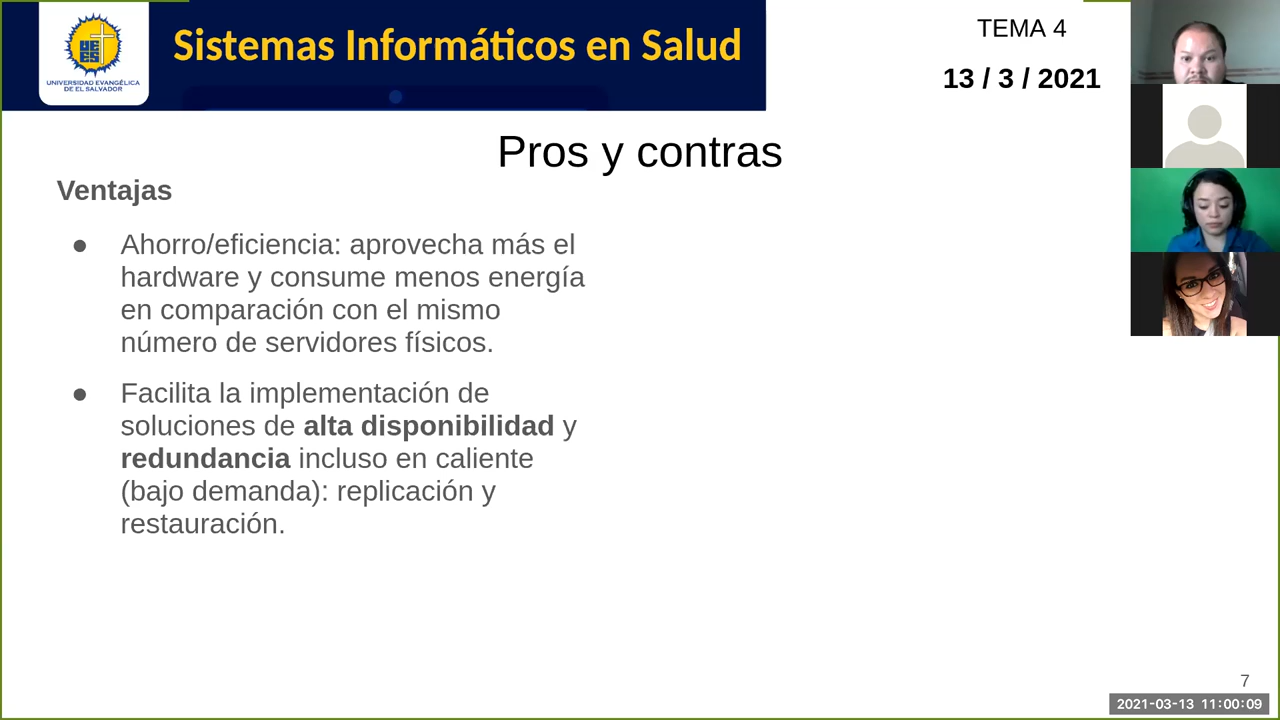 UNIVERSIDAD EVANGÉLICA
DE EL SALVADOR
Sistemas Informáticos en Salud
TEMA 4
13 / 3 / 2021
Pros y contras
Ventajas
● Ahorro/eficiencia: aprovecha más el
hardware y consume menos energía
en comparación con el mismo
número de servidores físicos.
● Facilita la implementación de
soluciones de alta disponibilidad y
redundancia incluso en caliente
(bajo demanda): replicación y
restauración.
7
2021-03-13 11:00:09